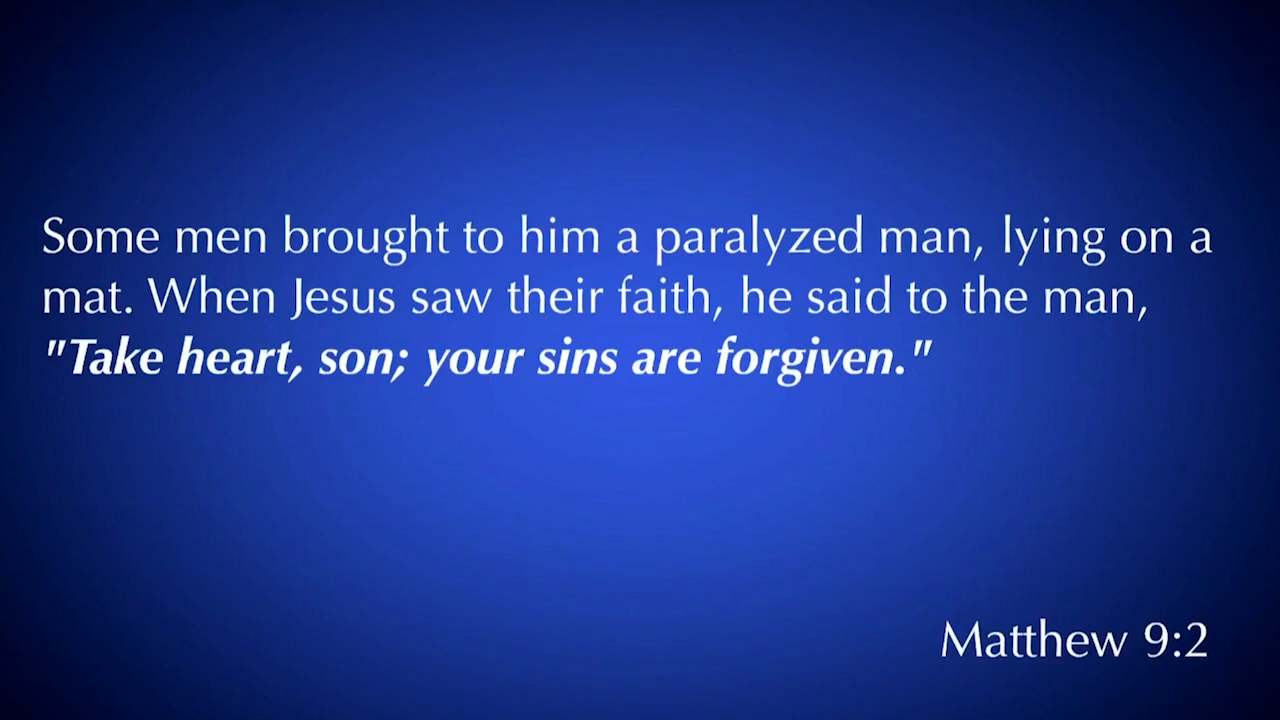 Some men brought to him a paralyzed man, lying on a
mat. When Jesus saw their faith, he said to the man,
"Take heart, son; your sins are forgiven."
Matthew 9:2